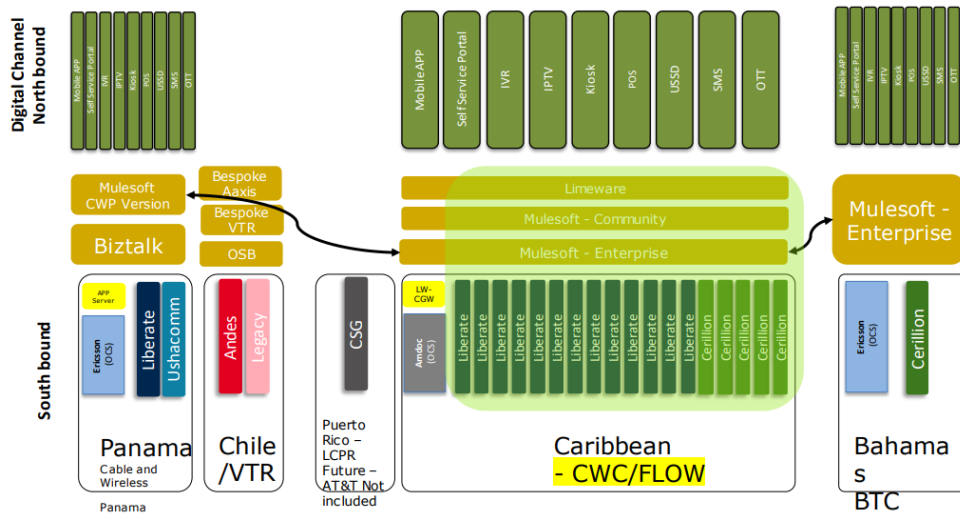 Digital Channel
North bound
Mobile APP
Self Service Portal
IVR
IPTV
Kiosk
POS
USSD
SMS
OTT
MobileAPP
Self Service Portal
IVR
IPTV
Kiosk
POS
USSD
SMS
OTT
Mobile APP
Self Service Portal
IVR
IPTV
Kiosk
POS
USSD
SMS
OTT
Mulesoft
CWP Version
Biztalk
Bespoke
Aaxis
Bespoke
VTR
OSB
Limeware
Mulesoft - Community
Mulesoft - Enterprise
Mulesoft -
Enterprise
South bound
APP
Server
Ericsson
(OCS)
Liberate
Ushacomm
Panama
Cable and
Wireless
Panama
Andes
Legacy
Chile
/VTR
CSG
Puerto
Rico –
LCPR
Future –
AT&T Not
included
LW-
CGW
Amdoc
(OCS)
Liberate
Liberate
Liberate
Liberate
Liberate
Liberate
Liberate
Liberate
Liberate
Liberate
Liberate
Liberate
Liberate
Cerillion
Cerillion
Cerillion
Cerillion
Cerillion
Caribbean
- CWC/FLOW
Ericsson
(OCS)
Cerillion
Bahama
s
BTC